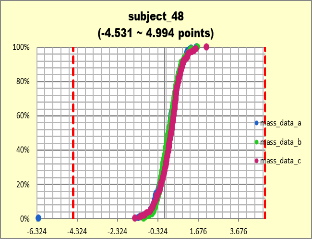 subject_48
(-4.531 ~ 4.994 points)
100%
80%
60%
40%
20%
0%
mass_data_a
mass_data_b
mass_data_c
-6.324 -4.324 -2.324 -0.324 1.676 3.676